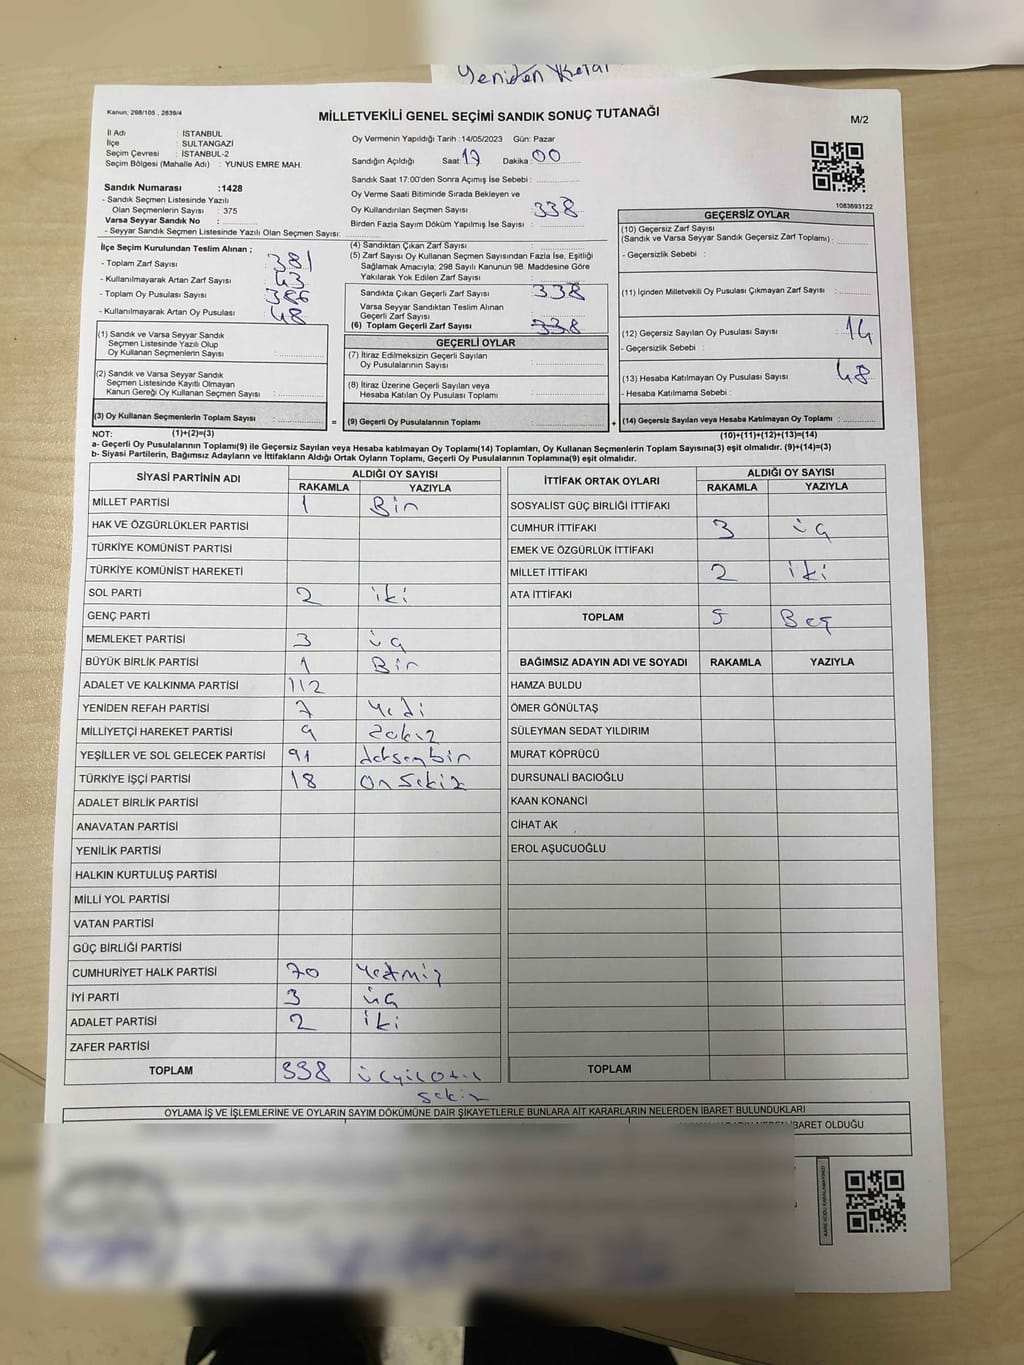 Yeniden
Kanun; 298/105 , 2839/4
MİLLETVEKİLİ GENEL SEÇİMİ SANDIK SONUÇ TUTANAĞI
M/2
İl Adı : İSTANBUL
İlçe : SULTANGAZİ
Seçim Çevresi : İSTANBUL-2
Seçim Bölgesi (Mahalle Adı) : YUNUS EMRE MAH.
Sandık Numarası :1428
- Sandık Seçmen Listesinde Yazılı
Olan Seçmenlerin Sayısı : 375
Varsa Seyyar Sandık No :
- Seyyar Seçmen Listesinde Yazılı Olan Seçmen Sayısı:
Oy Vermenin Yapıldığı Tarih : 14/05/2023 Gün: Pazar
Sandığın Açıldığı Saat: 17 Dakika: 00
Sandık Saat 17:00'den Sonra Açımış İse Sebebi :
Oy Verme Saati Bitiminde Sırada Bekleyen ve
Oy Kullandırılan Seçmen Sayısı : 338
Birden Fazla Sayım Döküm Yapılmış İse Sayısı :
1083693122
İlçe Seçim Kurulundan Teslim Alınan ;
- Toplam Zarf Sayısı : 381
- Kullanılmayarak Artan Zarf Sayısı : 43
- Toplam Oy Pusulası Sayısı : 386
- Kullanılmayarak Artan Oy Pusulası : 48
(1) Sandık ve Varsa Seyyar Sandık
Seçmen Listesinde Yazılı Olup
Oy Kullanan Seçmenlerin Sayısı :
(2) Sandık ve Varsa Seyyar Sandık
Seçmen Listesinde Kayıtlı Olmayan
Kanun Gereği Oy Kullanan Seçmen Sayısı :
(3) Oy Kullanan Seçmenlerin Toplam Sayısı :
(4) Sandıktan Çıkan Zarf Sayısı :
(5) Zarf Sayısı Oy Kullanan Seçmen Sayısından Fazla İse, Eşitliği
Sağlamak Amacıyla; 298 Sayılı Kanunun 98. Maddesine Göre
Yakılarak Yok Edilen Zarf Sayısı :
Sandıkta Çıkan Geçerli Zarf Sayısı : 338
Varsa Seyyar Sandıktan Teslim Alınan
Geçerli Zarf Sayısı :
(6) Toplam Geçerli Zarf Sayısı : 338
GEÇERLİ OYLAR
(7) İtiraz Edilmeksizin Geçerli Sayılan
Oy Pusulalarının Sayısı :
(8) İtiraz Üzerine Geçerli Sayılan veya
Hesaba Katılan Oy Pusulası Toplamı :
= (9) Geçerli Oy Pusulalarının Toplamı :
GEÇERSİZ OYLAR
(10) Geçersiz Zarf Sayısı
(Sandık ve Varsa Seyyar Sandık Geçersiz Zarf Toplamı) :
- Geçersizlik Sebebi :
(11) İçinden Milletvekili Oy Pusulası Çıkmayan Zarf Sayısı :
(12) Geçersiz Sayılan Oy Pusulası Sayısı : 14
- Geçersizlik Sebebi :
(13) Hesaba Katılmayan Oy Pusulası Sayısı : 48
- Hesaba Katılmama Sebebi :
+ (14) Geçersiz Sayılan veya Hesaba Katılmayan Oy Toplamı :
NOT: (1)+(2)=(3) (10)+(11)+(12)+(13)=(14)
a- Geçerli Oy Pusulalarının Toplamı(9) ile Geçersiz Sayılan veya Hesaba katılmayan Oy Toplamı(14) Toplamları, Oy Kullanan Seçmenlerin Toplam Sayısına(3) eşit olmalıdır. (9)+(14)=(3)
b- Siyasi Partilerin, Bağımsız Adayların ve İttifakların Aldığı Ortak Oyların Toplamı, Geçerli Oy Pusulalarının Toplamına(9) eşit olmalıdır.
SİYASİ PARTİNİN ADI ALDIĞI OY SAYISI
RAKAMLA YAZIYLA
MİLLET PARTİSİ 1 Bir
HAK VE ÖZGÜRLÜKLER PARTİSİ
TÜRKİYE KOMÜNİST PARTİSİ
TÜRKİYE KOMÜNİST HAREKETİ
SOL PARTİ 2 iki
GENÇ PARTİ
MEMLEKET PARTİSİ 3 üç
BÜYÜK BİRLİK PARTİSİ 1 Bir
ADALET VE KALKINMA PARTİSİ 112
YENİDEN REFAH PARTİSİ 7 Yedi
MİLLİYETÇİ HAREKET PARTİSİ 9
YEŞİLLER VE SOL GELECEK PARTİSİ 91
TÜRKİYE İŞÇİ PARTİSİ 18 On Sekiz
ADALET BİRLİK PARTİSİ
ANAVATAN PARTİSİ
YENİLİK PARTİSİ
HALKIN KURTULUŞ PARTİSİ
MİLLİ YOL PARTİSİ
VATAN PARTİSİ
GÜÇ BİRLİĞİ PARTİSİ
CUMHURİYET HALK PARTİSİ 70 Yetmiş
İYİ PARTİ 3 üç
ADALET PARTİSİ 2 iki
ZAFER PARTİSİ
TOPLAM 338
Sekiz
İTTİFAK ORTAK OYLARI ALDIĞI OY SAYISI
RAKAMLA YAZIYLA
SOSYALİST GÜÇ BİRLİĞİ İTTİFAKI
CUMHUR İTTİFAKI 3 üç
EMEK VE ÖZGÜRLÜK İTTİFAKI
MİLLET İTTİFAKI 2 iki
ATA İTTİFAKI
TOPLAM 5 Beş
BAĞIMSIZ ADAYIN ADI VE SOYADI RAKAMLA YAZIYLA
HAMZA BULDU
ÖMER GÖNÜLTAŞ
SÜLEYMAN SEDAT YILDIRIM
MURAT KÖPRÜCÜ
DURSUNALİ BACIOĞLU
KAAN KONANCİ
CİHAT AK
EROL AŞUCUOĞLU
TOPLAM
OYLAMA İŞ VE İŞLEMLERİNE VE OYLARIN SAYIM DÖKÜMÜNE DAİR ŞİKAYETLERLE BUNLARA AİT KARARLARIN NELERDEN İBARET BULUNDUKLARI
İBARET OLDUĞU